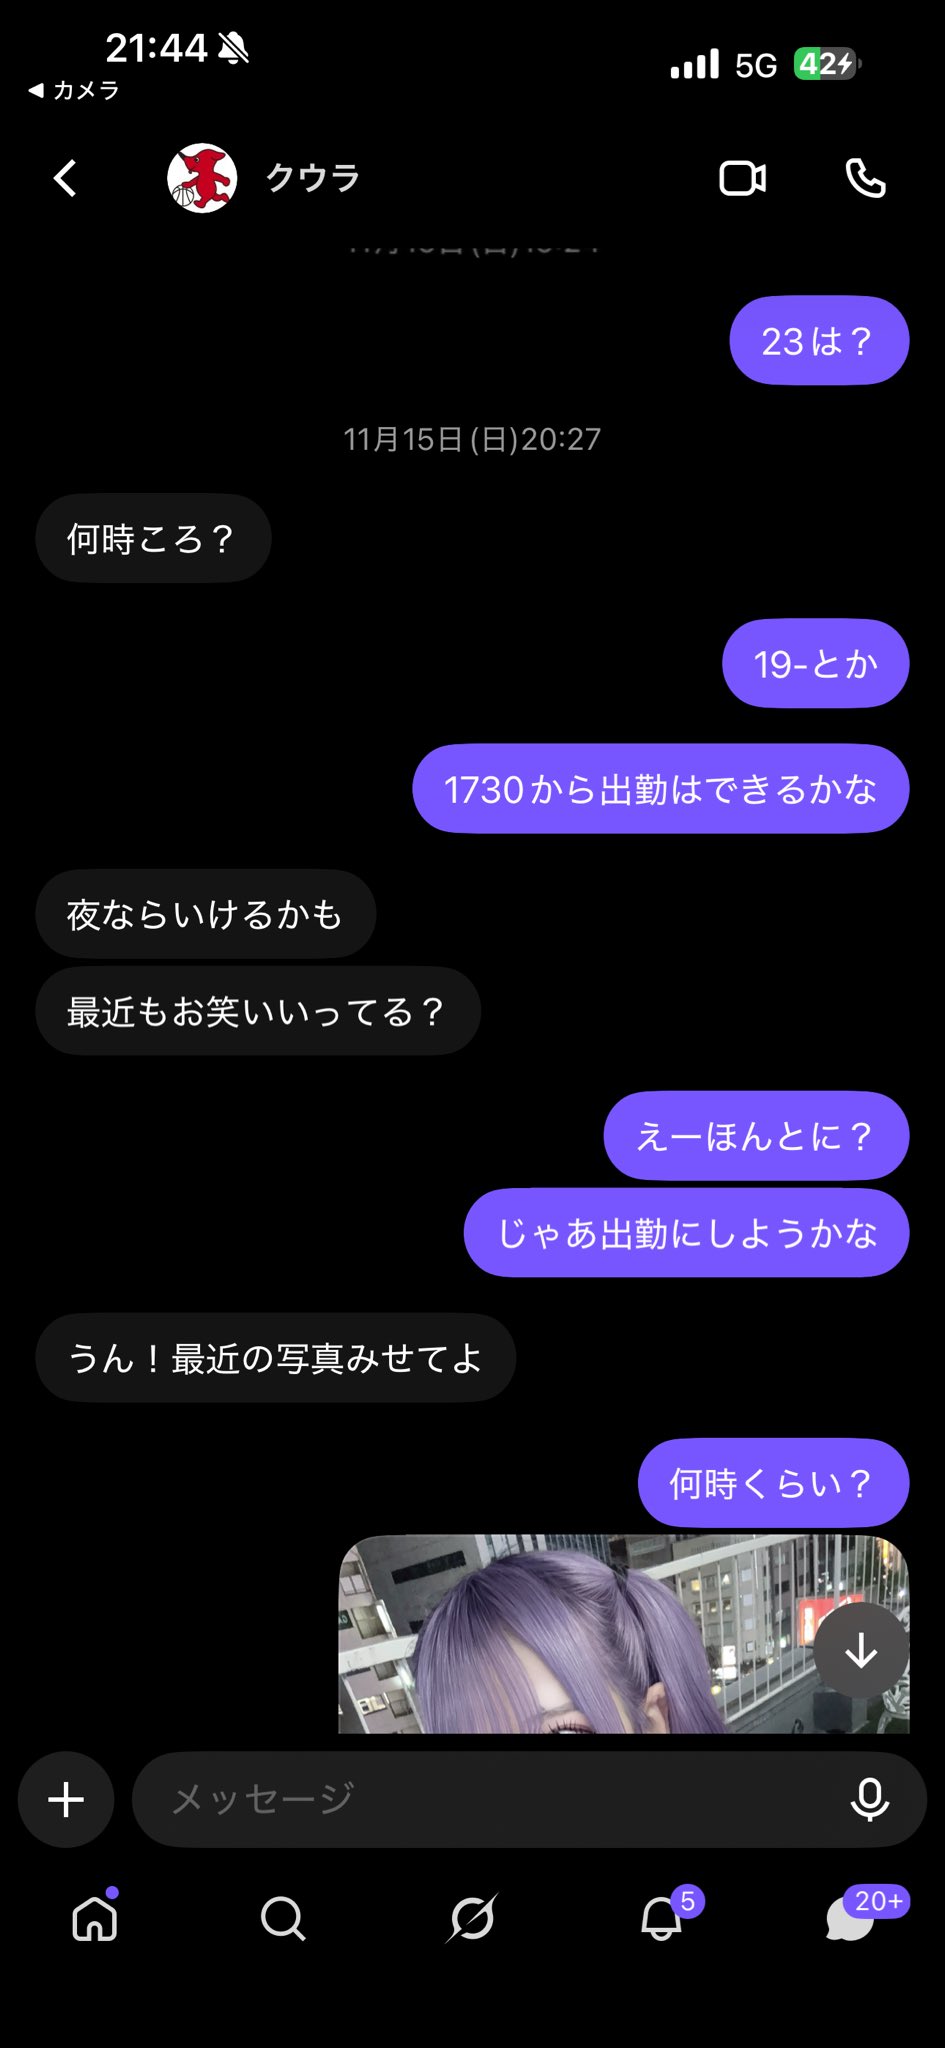 21:44
5G
42
◀ カメラ
クウラ
23は？
11月15日(日)20:27
何時ころ？
19-とか
1730から出勤はできるかな
夜ならいけるかも
最近もお笑いいってる？
えーほんとに？
じゃあ出勤にしようかな
うん！最近の写真みせてよ
何時くらい？
メッセージ
5
20+